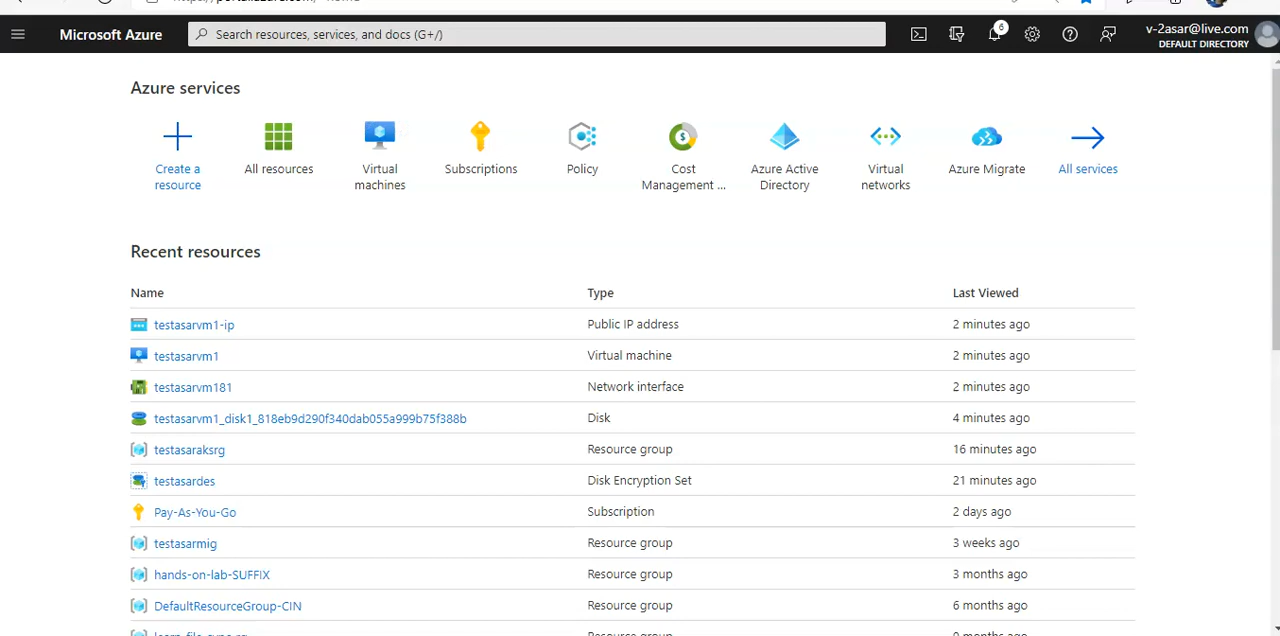 Microsoft Azure
Search resources, services, and docs (G+/)
6
v-2asar@live.com
DEFAULT DIRECTORY
Azure services
Create a
resource
All resources
Virtual
machines
Subscriptions
Policy
Cost
Management ...
Azure Active
Directory
Virtual
networks
Azure Migrate
All services
Recent resources
Name Type Last Viewed
testasarvm1-ip Public IP address 2 minutes ago
testasarvm1 Virtual machine 2 minutes ago
testasarvm181 Network interface 2 minutes ago
testasarvm1_disk1_818eb9d290f340dab055a999b75f388b Disk 4 minutes ago
testasaraksrg Resource group 16 minutes ago
testasardes Disk Encryption Set 21 minutes ago
Pay-As-You-Go Subscription 2 days ago
testasarmig Resource group 3 weeks ago
hands-on-lab-SUFFIX Resource group 3 months ago
DefaultResourceGroup-CIN Resource group 6 months ago